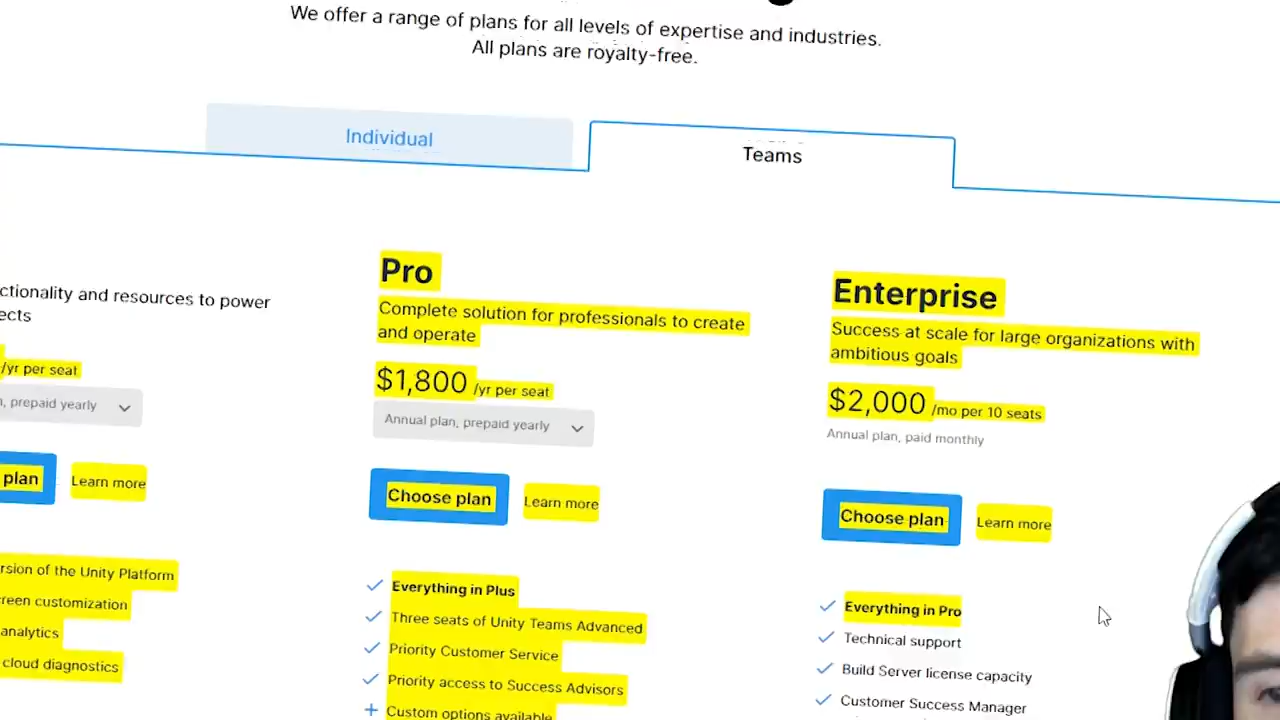 We offer a range of plans for all levels of expertise and industries.
All plans are royalty-free.
Individual
Teams
and resources to power
/yr per seat
prepaid yearly
plan
Learn more
of the Unity Platform
customization
analytics
cloud diagnostics
Pro
Complete solution for professionals to create
and operate
$1,800 /yr per seat
Annual plan, prepaid yearly
Choose plan
Learn more
Everything in Plus
Three seats of Unity Teams Advanced
Priority Customer Service
Priority access to Success Advisors
Custom options available
Enterprise
Success at scale for large organizations with
ambitious goals
$2,000 /mo per 10 seats
Annual plan, paid monthly
Choose plan
Learn more
Everything in Pro
Technical support
Build Server license capacity
Customer Success Manager